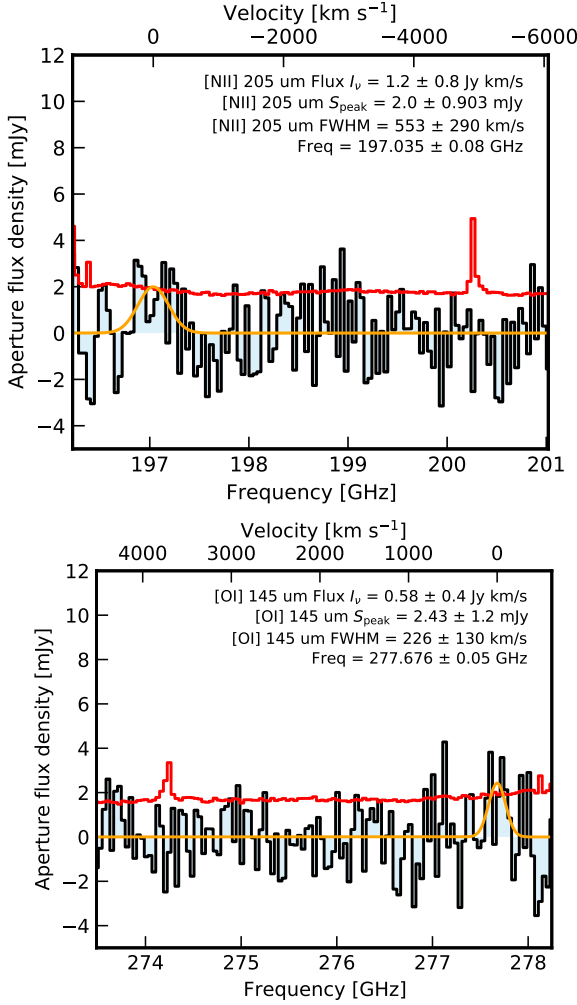 Velocity [km s⁻¹]
0 −2000 −4000 −6000
12
[NII] 205 um Flux Iν = 1.2 ± 0.8 Jy km/s
[NII] 205 um Speak = 2.0 ± 0.903 mJy
10
[NII] 205 um FWHM = 553 ± 290 km/s
Freq = 197.035 ± 0.08 GHz
8
6
4
2
0
−2
−4
Aperture flux density [mJy]
197 198 199 200 201
Frequency [GHz]
Velocity [km s⁻¹]
4000 3000 2000 1000 0
12
[OI] 145 um Flux Iν = 0.58 ± 0.4 Jy km/s
[OI] 145 um Speak = 2.43 ± 1.2 mJy
10
[OI] 145 um FWHM = 226 ± 130 km/s
Freq = 277.676 ± 0.05 GHz
8
6
4
2
0
−2
−4
Aperture flux density [mJy]
274 275 276 277 278
Frequency [GHz]